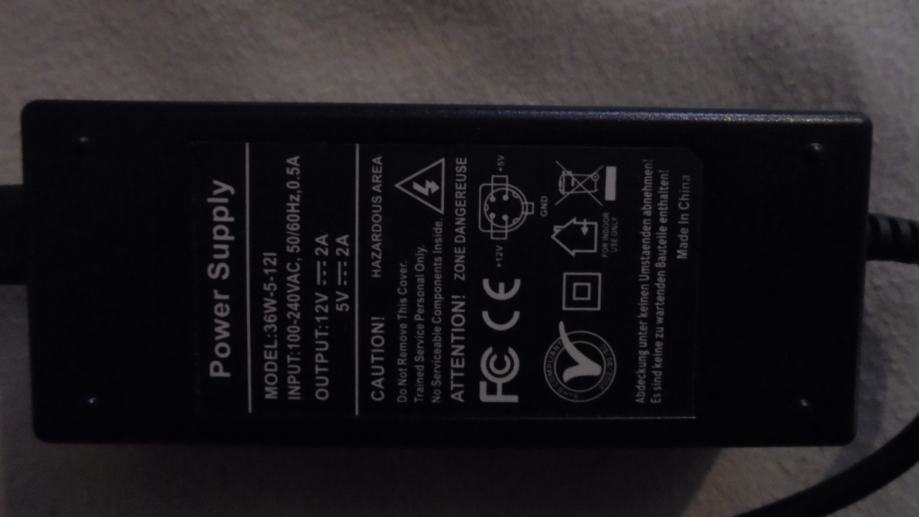 Power Supply
MODEL:36W-5-12I
INPUT:100-240VAC, 50/60Hz,0.5A
OUTPUT:12V ⎓ 2A
5V ⎓ 2A
CAUTION! HAZARDOUS AREA
Do Not Remove This Cover.
Trained Service Personal Only.
No Serviceable Components Inside.
ATTENTION! ZONE DANGEREUSE
FCC CE
+12V +5V
GND
FOR INDOOR
USE ONLY
Abdeckung unter keinen Umstaenden abnehmen!
Es sind keine zu wartenden Bauteile enthalten!
Made In China